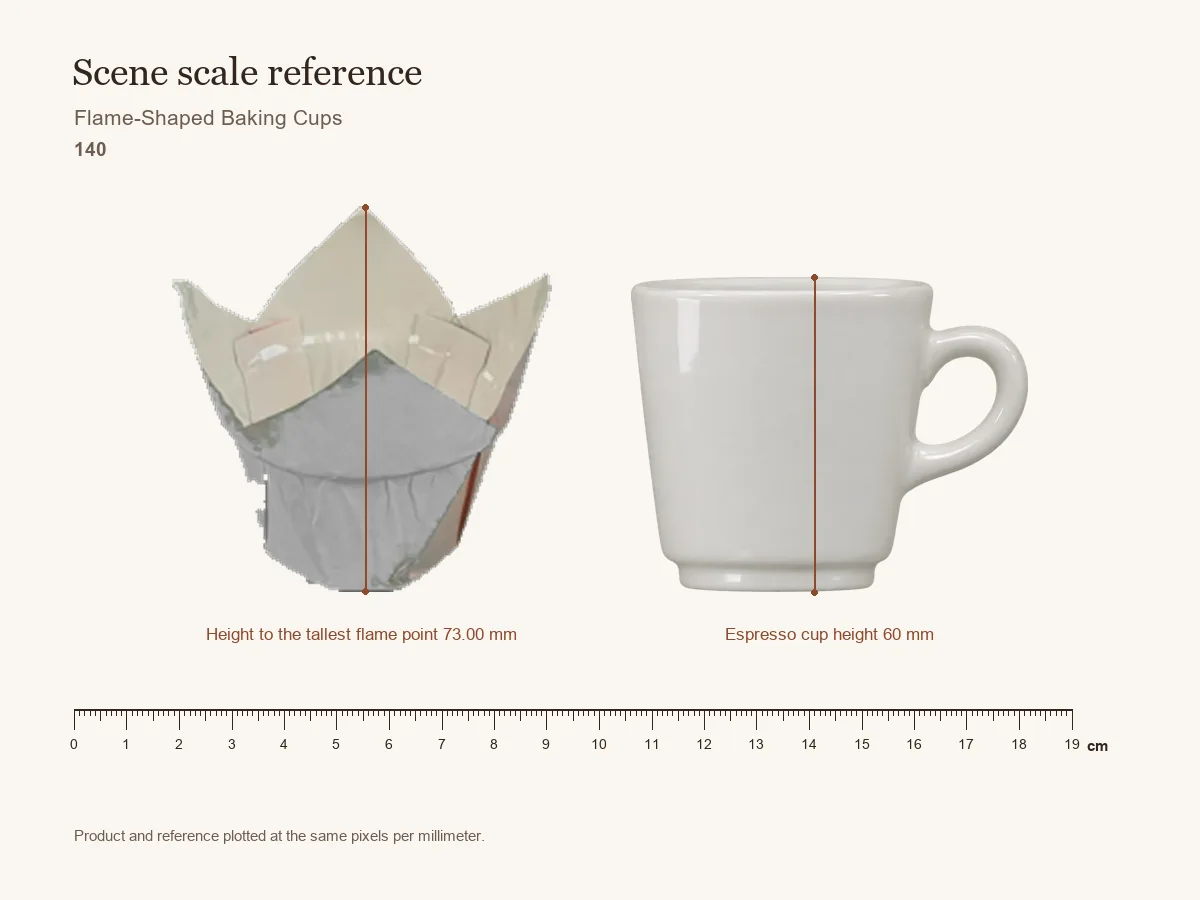 Scene scale reference
Flame-Shaped Baking Cups
140
Height to the tallest flame point 73.00 mm
Espresso cup height 60 mm
0 1 2 3 4 5 6 7 8 9 10 11 12 13 14 15 16 17 18 19 cm
Product and reference plotted at the same pixels per millimeter.